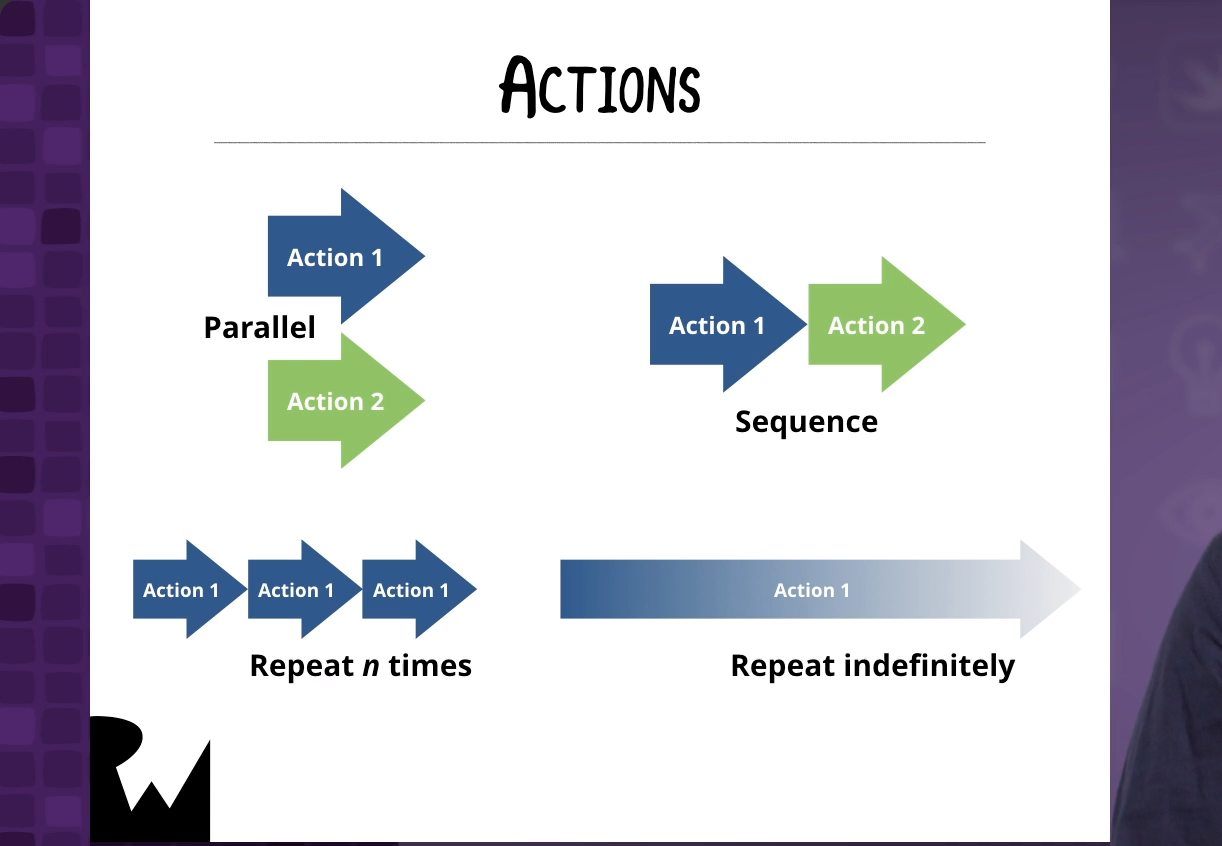 Actions
Action 1
Parallel
Action 2
Action 1
Action 2
Sequence
Action 1
Action 1
Action 1
Repeat n times
Action 1
Repeat indefinitely